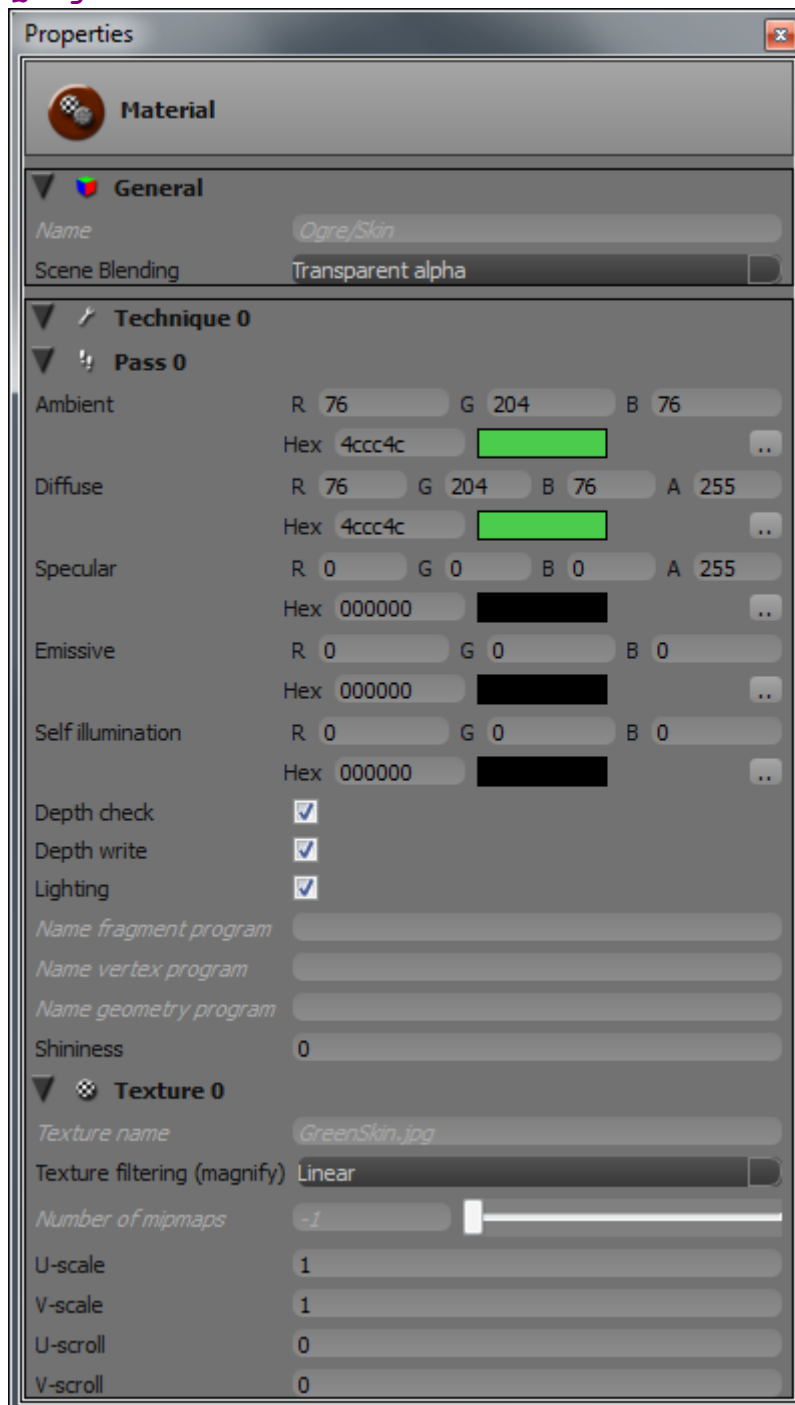 Properties
Material
General
Name Ogre/Skin
Scene Blending Transparent alpha
Technique 0
Pass 0
Ambient R 76 G 204 B 76
Hex 4ccc4c ..
Diffuse R 76 G 204 B 76 A 255
Hex 4ccc4c ..
Specular R 0 G 0 B 0 A 255
Hex 000000 ..
Emissive R 0 G 0 B 0
Hex 000000 ..
Self illumination R 0 G 0 B 0
Hex 000000 ..
Depth check
Depth write
Lighting
Name fragment program
Name vertex program
Name geometry program
Shininess 0
Texture 0
Texture name GreenSkin.jpg
Texture filtering (magnify) Linear
Number of mipmaps -1
U-scale 1
V-scale 1
U-scroll 0
V-scroll 0